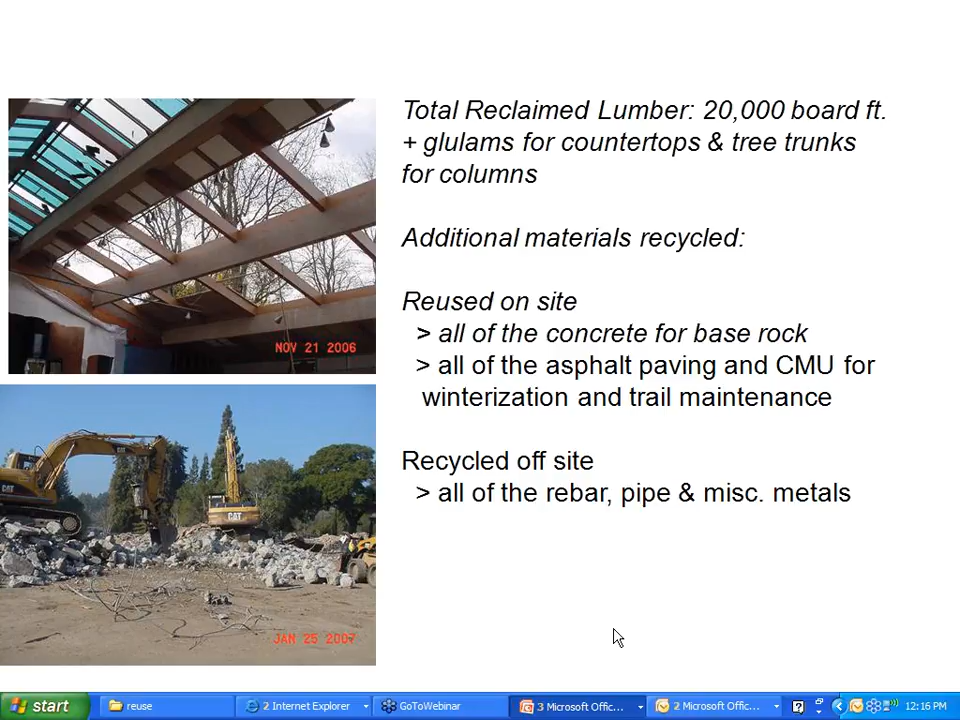 Total Reclaimed Lumber: 20,000 board ft.
+ glulams for countertops & tree trunks
for columns
Additional materials recycled:
Reused on site
> all of the concrete for base rock
> all of the asphalt paving and CMU for
winterization and trail maintenance
Recycled off site
> all of the rebar, pipe & misc. metals
NOV 21 2006
CAT
CAT
JAN 25 2007
start
reuse
2 Internet Explorer
GoToWebinar
3 Microsoft Offic...
2 Microsoft Offic...
12:16 PM